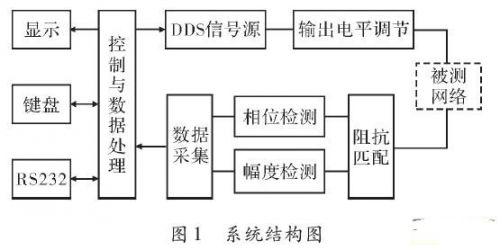 显示
DDS信号源
输出电平调节
控制与数据处理
键盘
被测
网络
数据
采集
相位检测
幅度检测
阻抗
匹配
RS232
图1 系统结构图